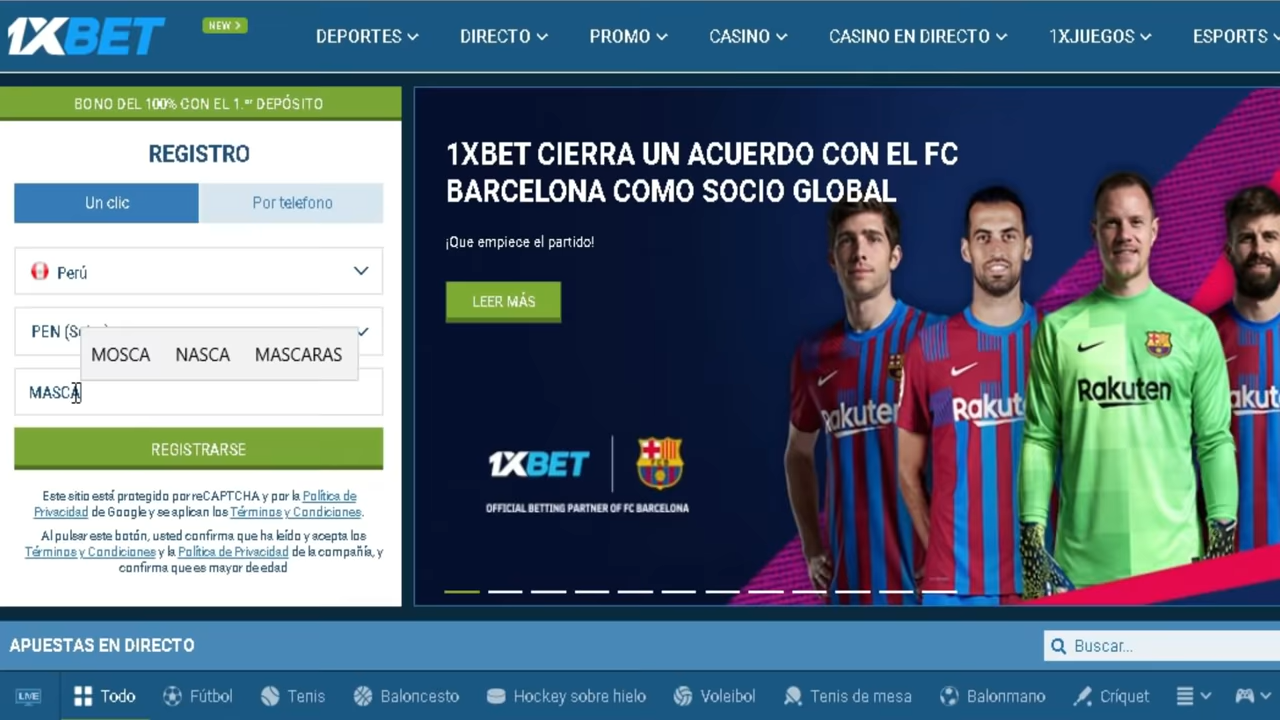 1XBET
NEW >
DEPORTES
DIRECTO
PROMO
CASINO
CASINO EN DIRECTO
1XJUEGOS
ESPORTS
BONO DEL 100% CON EL 1.er DEPÓSITO
REGISTRO
Un clic
Por telefono
Perú
PEN
MOSCA NASCA MASCARAS
MASCA
REGISTRARSE
Este sitio está protegido por reCAPTCHA y por la Política de
Privacidad de Google y se aplican los Términos y Condiciones.
Al pulsar este botón, usted confirma que ha leído y acepta los
Términos y Condiciones y la Política de Privacidad de la compañía, y
confirma que es mayor de edad
1XBET CIERRA UN ACUERDO CON EL FC
BARCELONA COMO SOCIO GLOBAL
¡Que empiece el partido!
LEER MÁS
1XBET
FCB
OFFICIAL BETTING PARTNER OF FC BARCELONA
Rakuten
Rakut
Rakuten
akut
APUESTAS EN DIRECTO
Buscar...
LIVE
Todo
Fútbol
Tenis
Baloncesto
Hockey sobre hielo
Voleibol
Tenis de mesa
Balonmano
Críquet